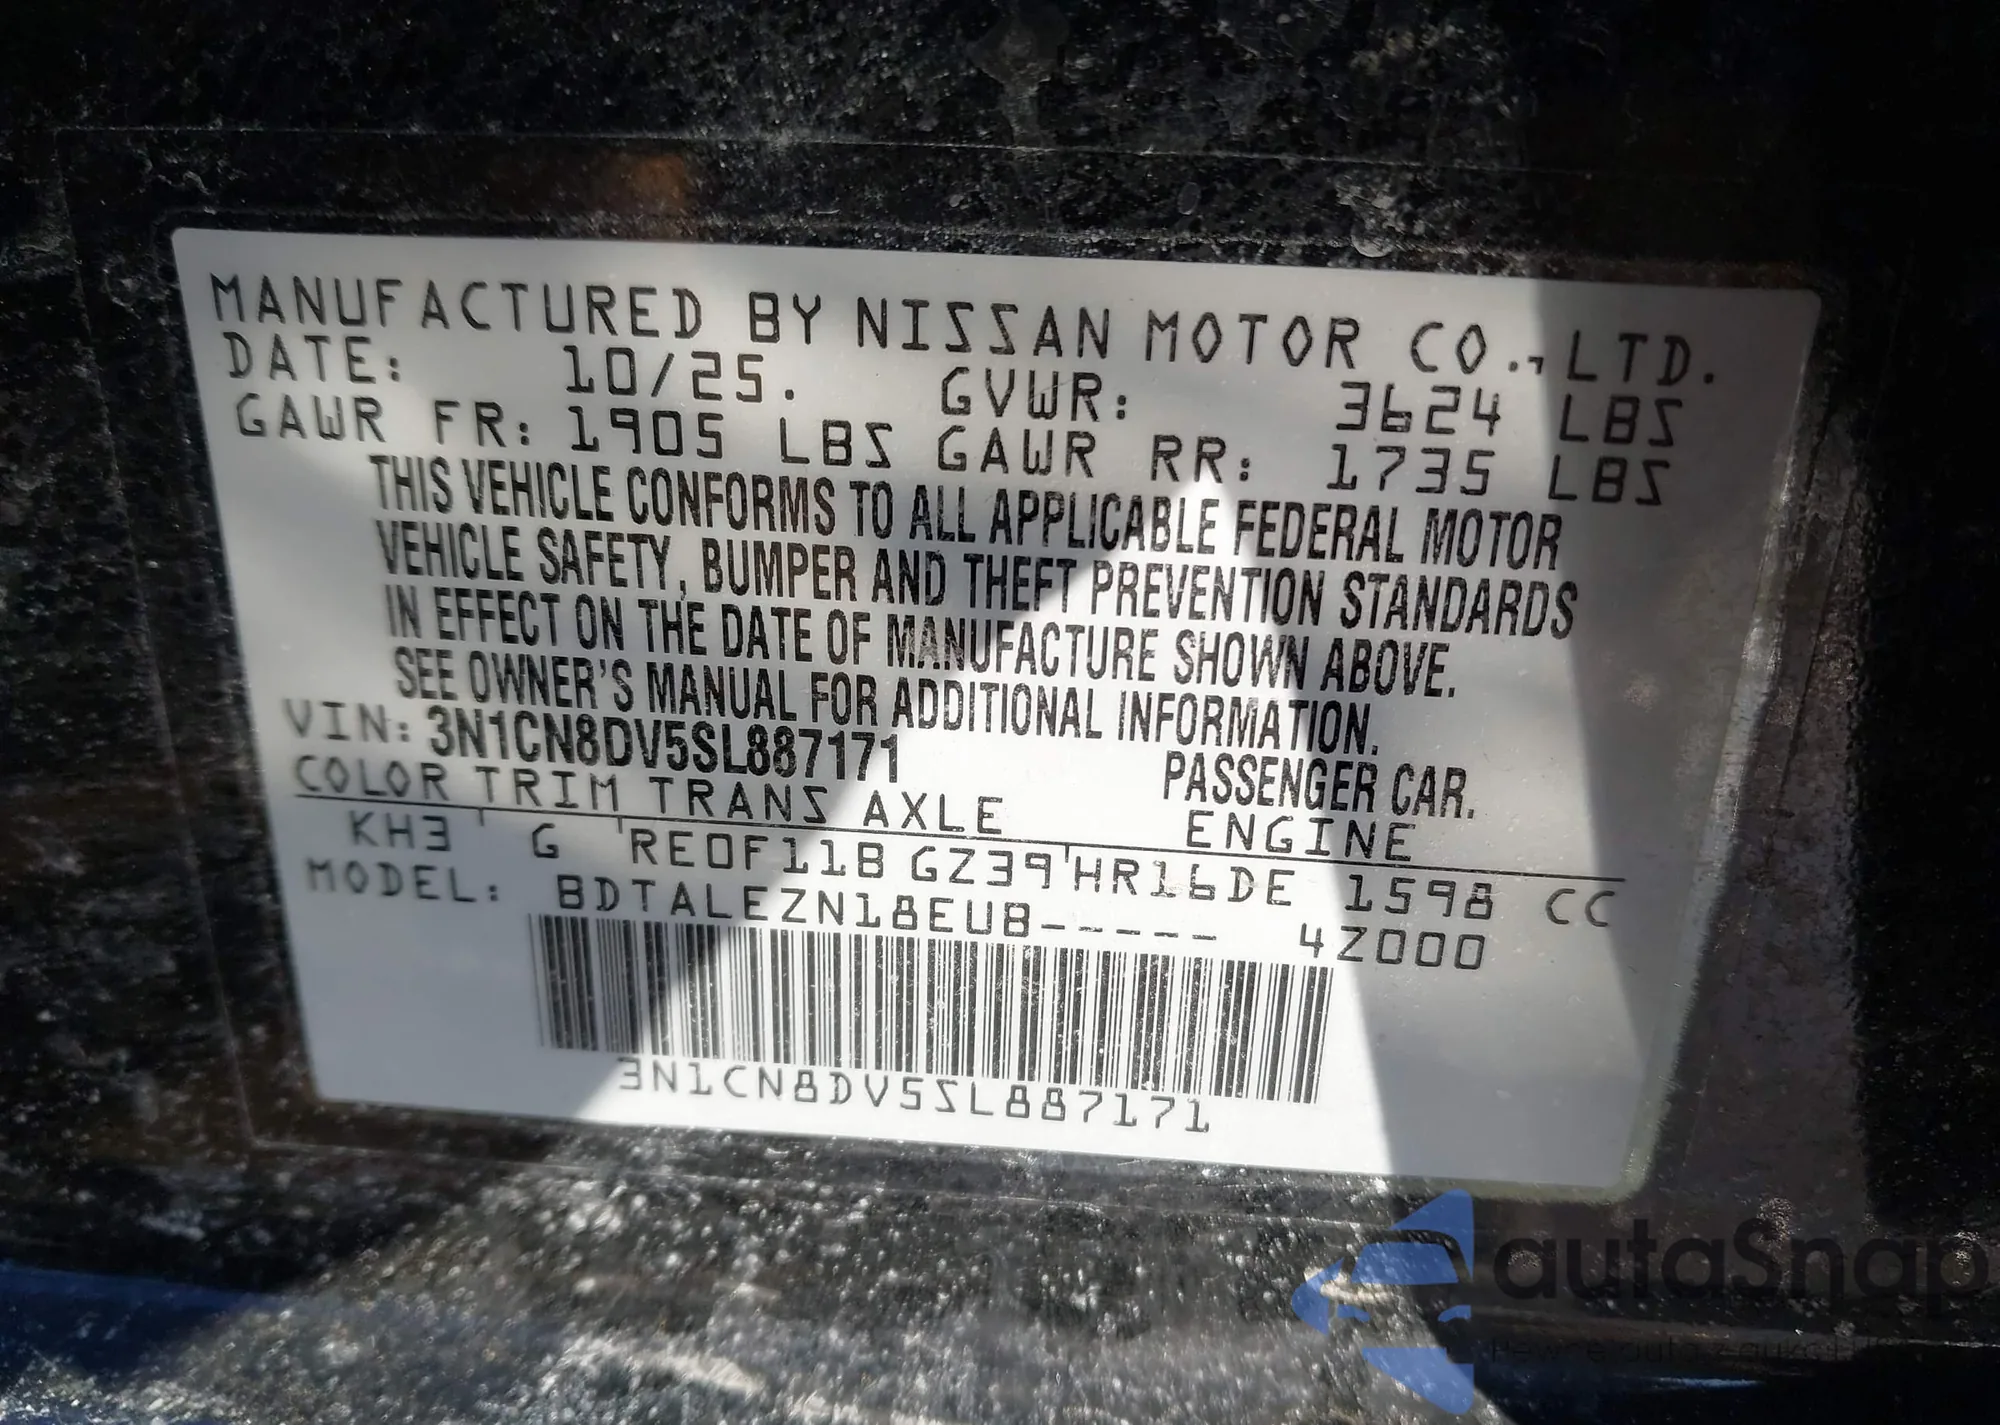 MANUFACTURED BY NISSAN MOTOR CO., LTD.
DATE: 10/25. GVWR: 3624 LBS
GAWR FR: 1905 LBS GAWR RR: 1735 LBS
THIS VEHICLE CONFORMS TO ALL APPLICABLE FEDERAL MOTOR
VEHICLE SAFETY, BUMPER AND THEFT PREVENTION STANDARDS
IN EFFECT ON THE DATE OF MANUFACTURE SHOWN ABOVE.
SEE OWNER'S MANUAL FOR ADDITIONAL INFORMATION.
VIN: 3N1CN8DV5SL887171 PASSENGER CAR.
COLOR TRIM TRANS AXLE ENGINE
KH3 G RE0F11B GZ39 HR16DE 1598 CC
MODEL: BDTALEZN18EUB----- 4Z000
3N1CN8DV5SL887171
autaSnap